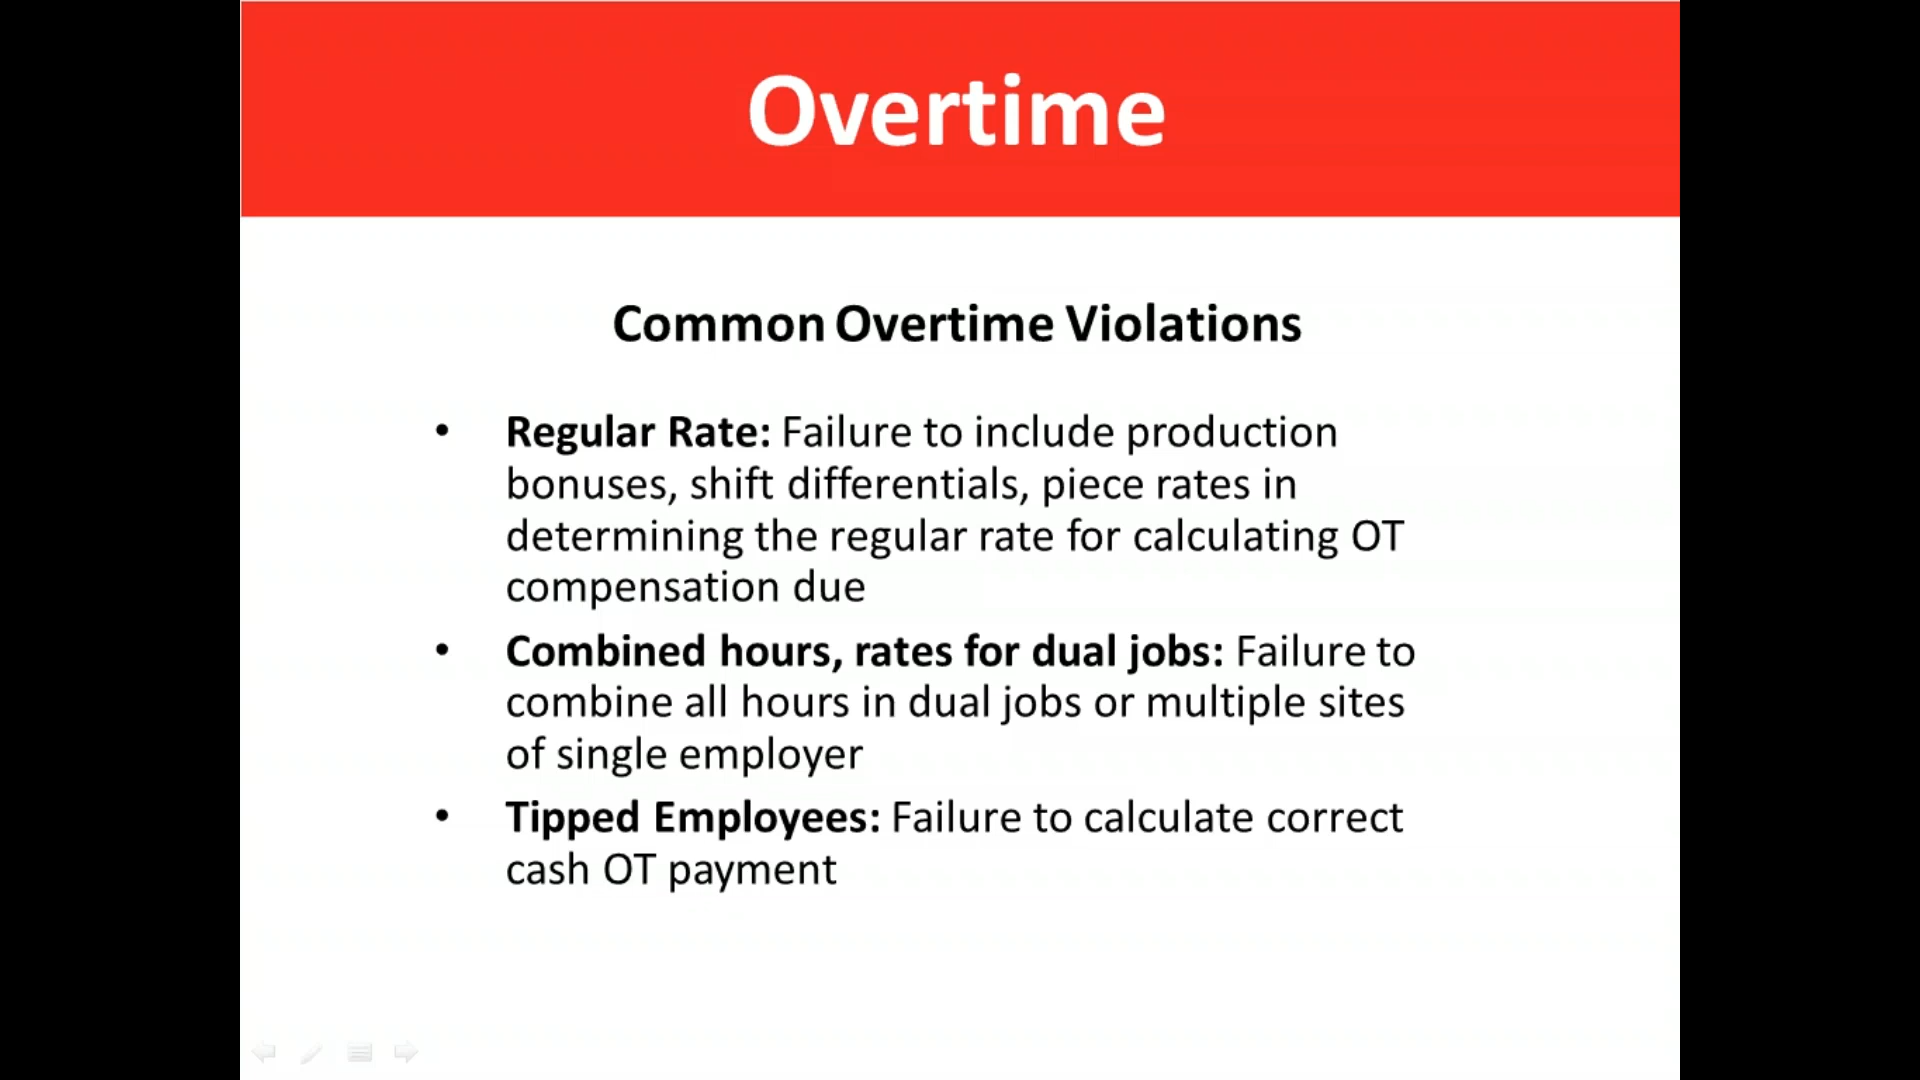 Overtime
Common Overtime Violations
• Regular Rate: Failure to include production
bonuses, shift differentials, piece rates in
determining the regular rate for calculating OT
compensation due
• Combined hours, rates for dual jobs: Failure to
combine all hours in dual jobs or multiple sites
of single employer
• Tipped Employees: Failure to calculate correct
cash OT payment